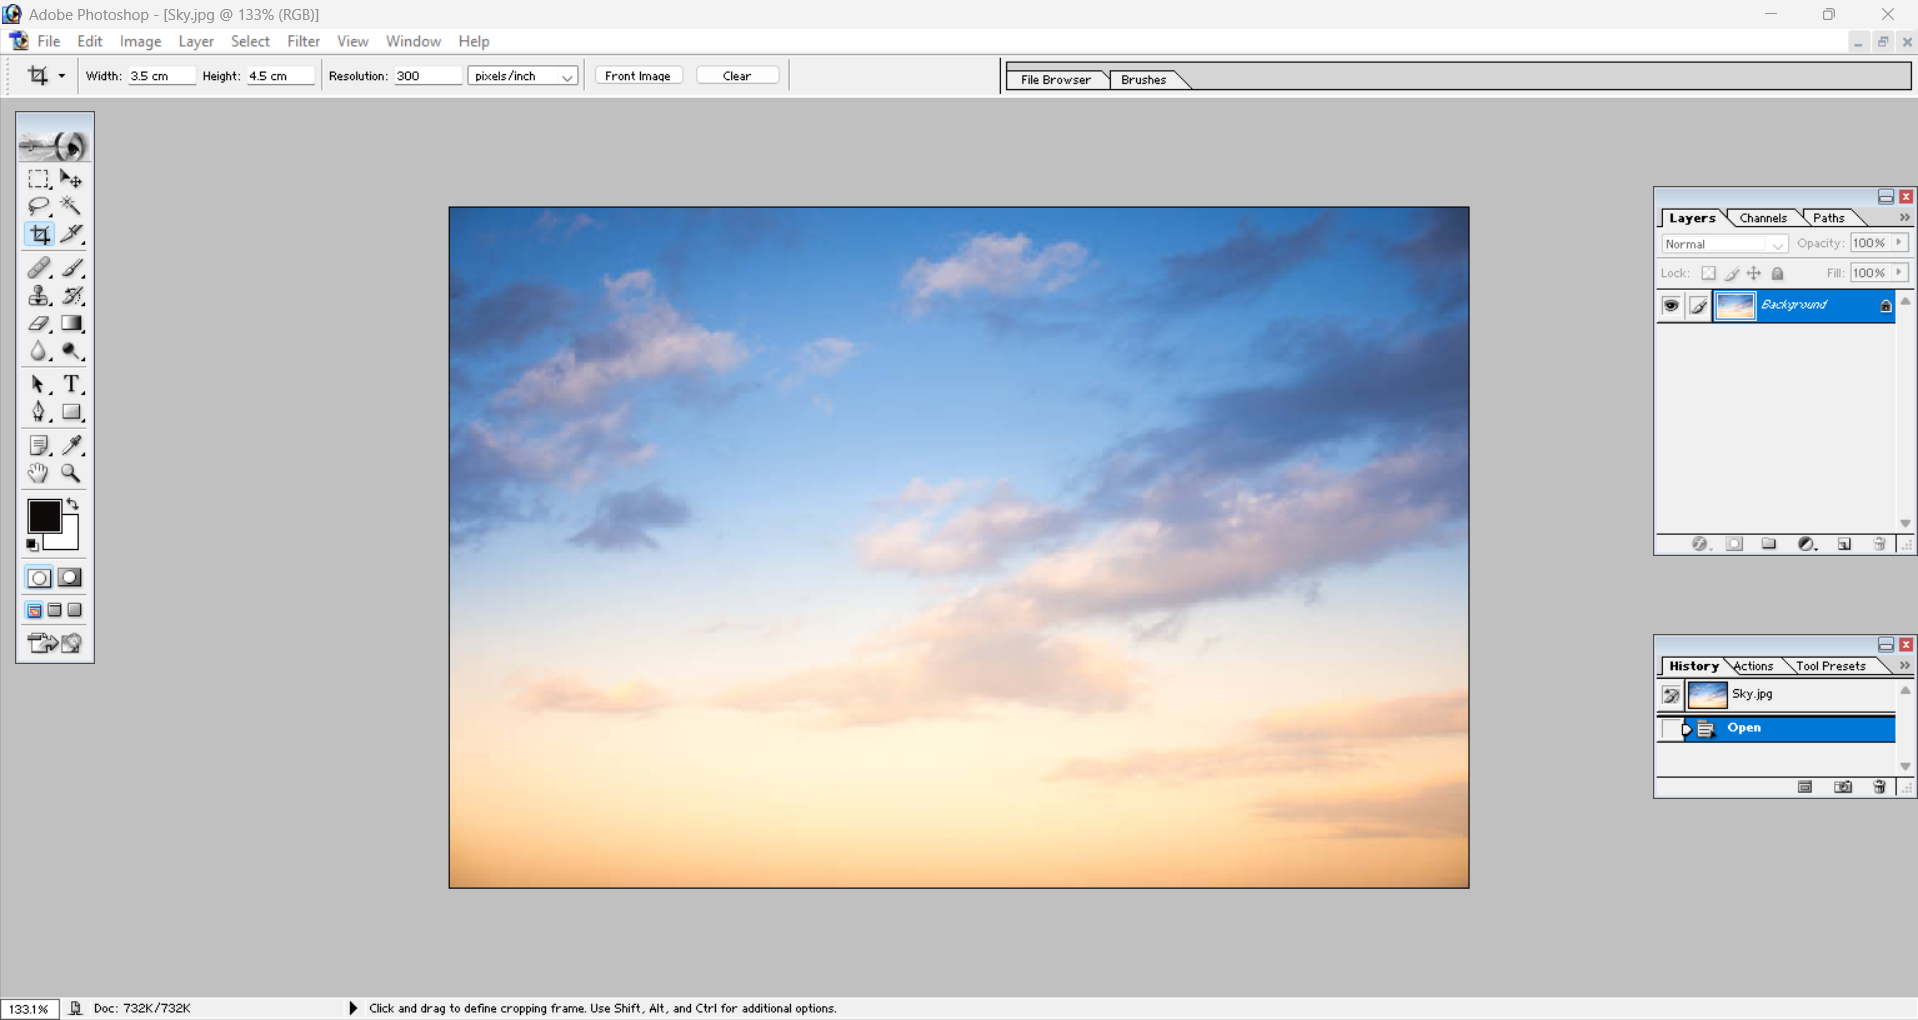 Adobe Photoshop - [Sky.jpg @ 133% (RGB)]
File Edit Image Layer Select Filter View Window Help
Width: 3.5 cm Height: 4.5 cm Resolution: 300 pixels/inch Front Image Clear File Browser Brushes
Layers Channels Paths
Normal Opacity: 100%
Lock: Fill: 100%
Background
T
History Actions Tool Presets
Sky.jpg
Open
133.1% Doc: 732K/732K Click and drag to define cropping frame. Use Shift, Alt, and Ctrl for additional options.